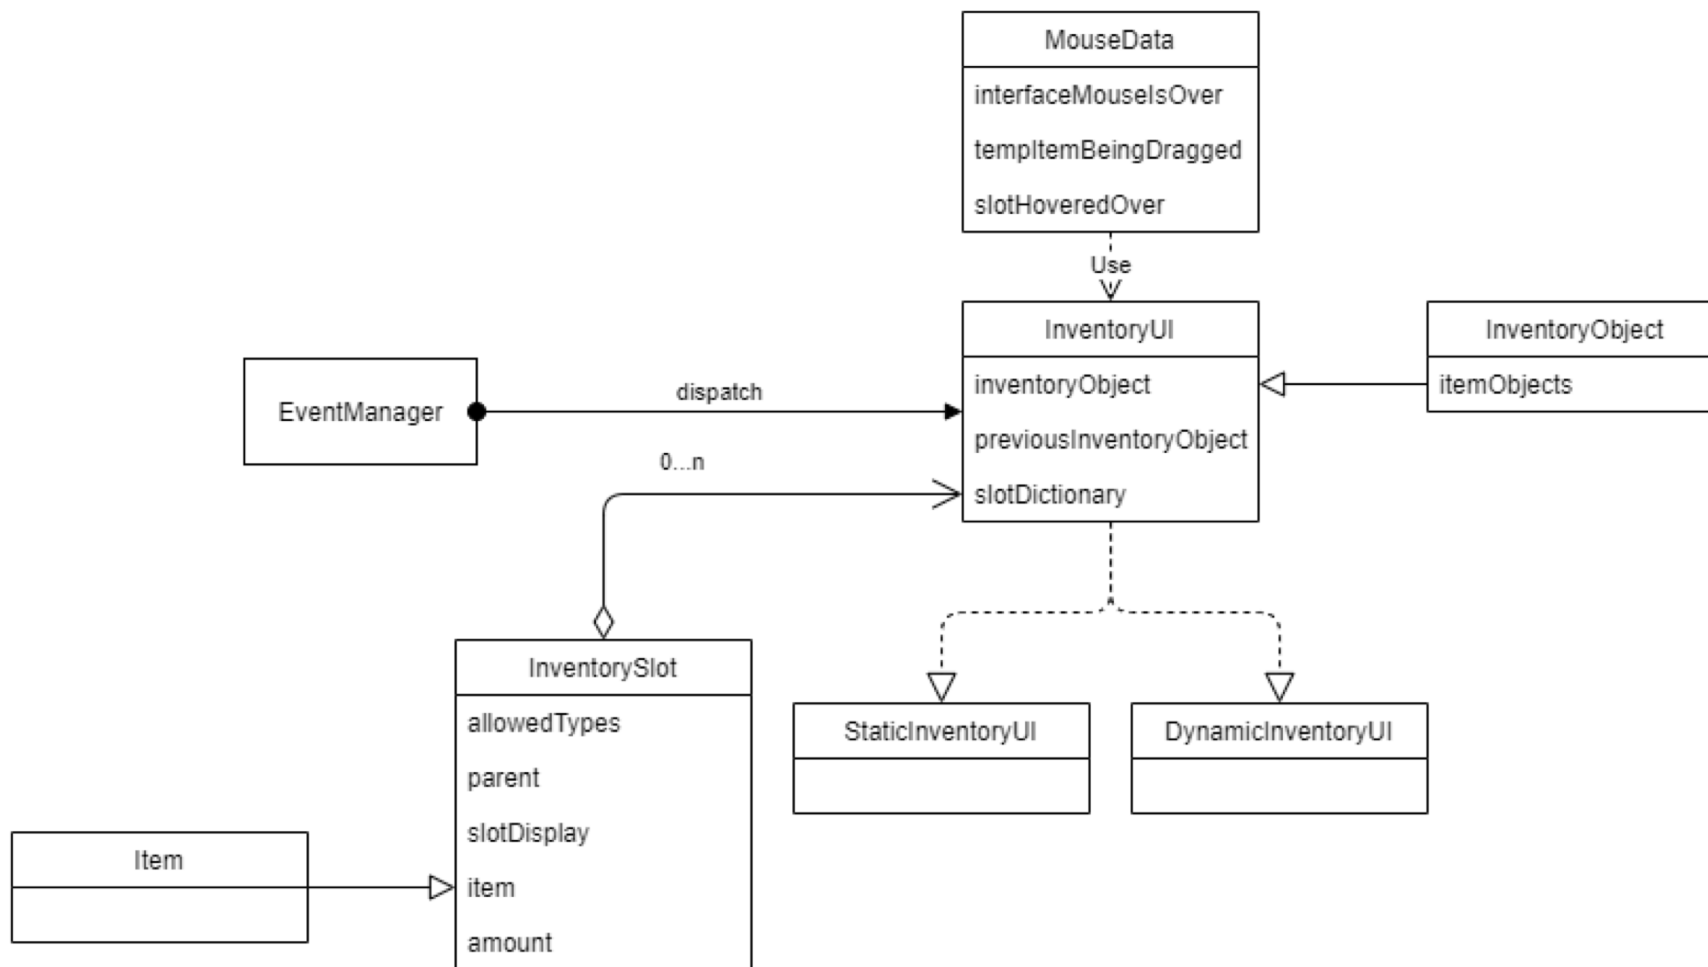 MouseData
interfaceMouseIsOver
tempItemBeingDragged
slotHoveredOver
Use
InventoryUI
inventoryObject
previousInventoryObject
slotDictionary
InventoryObject
itemObjects
EventManager
dispatch
0...n
InventorySlot
allowedTypes
parent
slotDisplay
item
amount
StaticInventoryUI
DynamicInventoryUI
Item